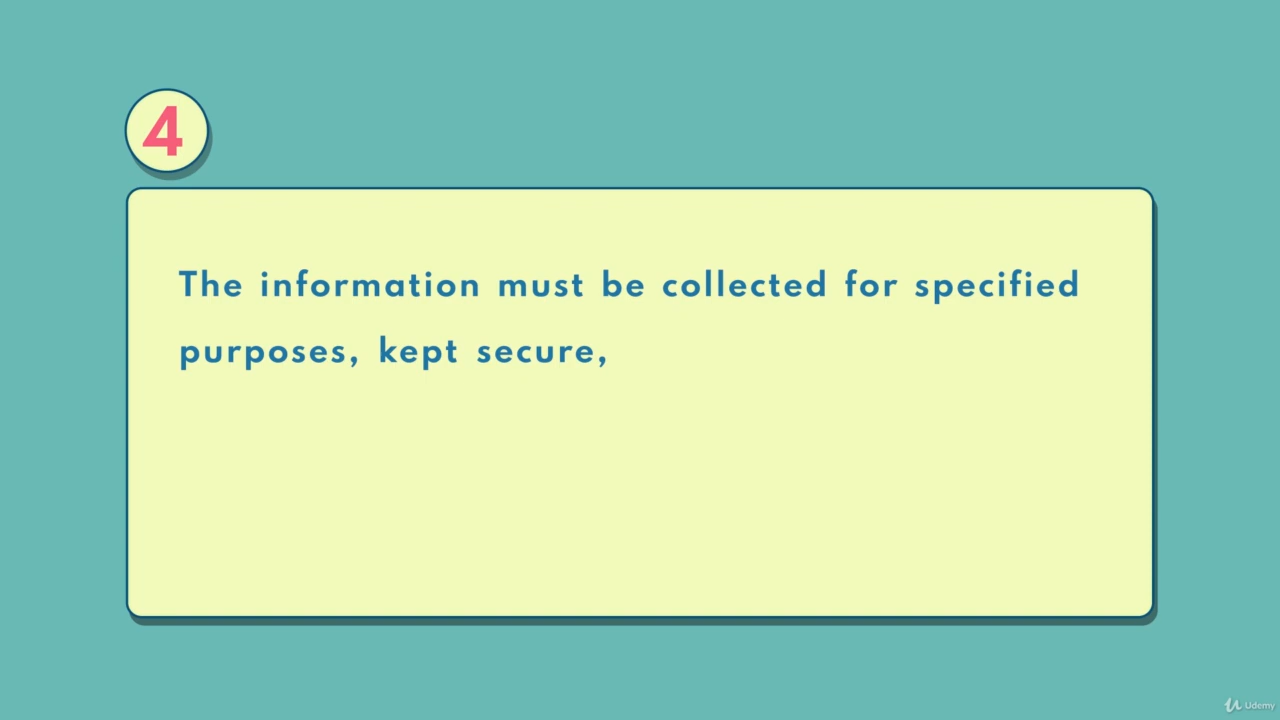 4
The information must be collected for specified
purposes, kept secure,
Udemy